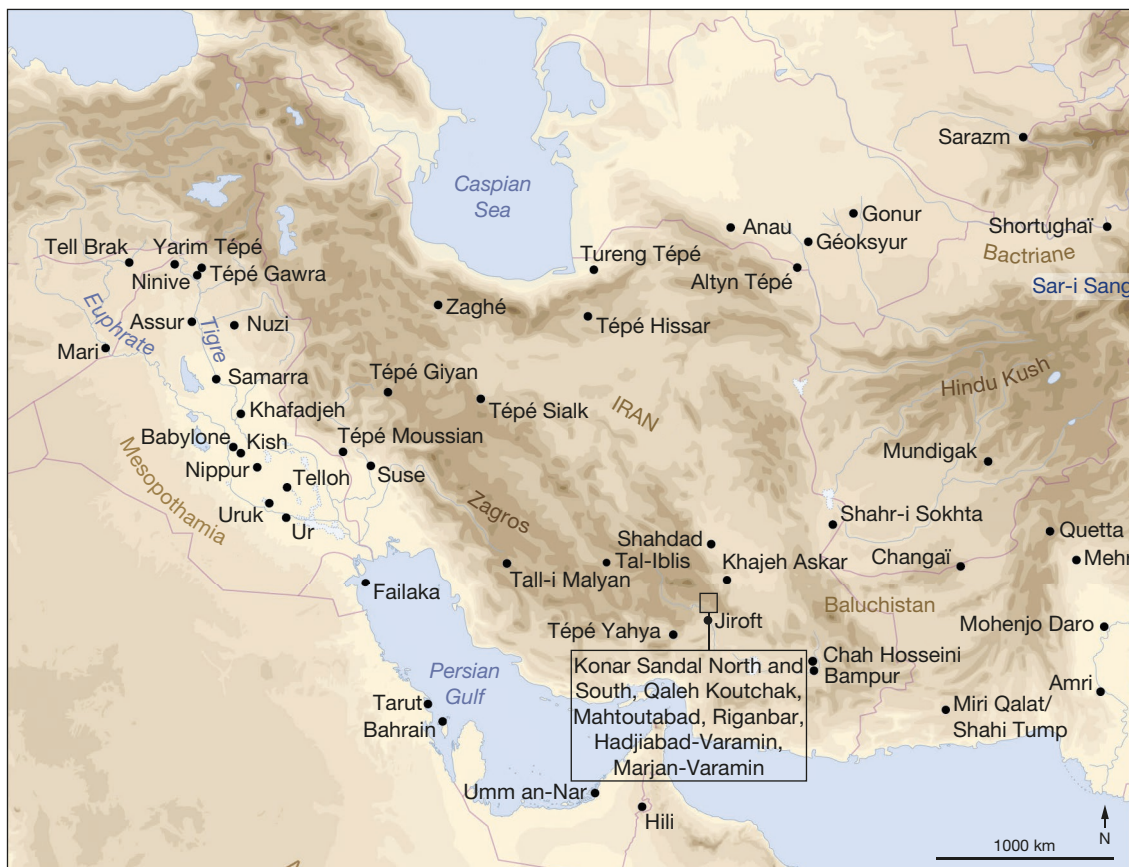 Sarazm
Caspian
Sea
Gonur
Anau
Shortughaï
Géoksyur
Bactriane
Tell Brak
Yarim Tépé
Tureng Tépé
Tépé Gawra
Ninive
Altyn Tépé
Sar-i Sang
Zaghé
Euphrate
Assur
Tigre
Nuzi
Tépé Hissar
Mari
Samarra
Tépé Giyan
Hindu Kush
Tépé Sialk
IRAN
Khafadjeh
Babylone
Kish
Tépé Moussian
Mundigak
Nippur
Suse
Mesopothamia
Telloh
Zagros
Uruk
Ur
Shahr-i Sokhta
Quetta
Shahdad
Tal-Iblis
Khajeh Askar
Changaï
Mehr
Tall-i Malyan
Failaka
Baluchistan
Jiroft
Tépé Yahya
Mohenjo Daro
Chah Hosseini
Bampur
Konar Sandal North and
South, Qaleh Koutchak,
Mahtoutabad, Riganbar,
Hadjiabad-Varamin,
Marjan-Varamin
Persian
Gulf
Amri
Tarut
Bahrain
Miri Qalat/
Shahi Tump
Umm an-Nar
Hili
N
1000 km